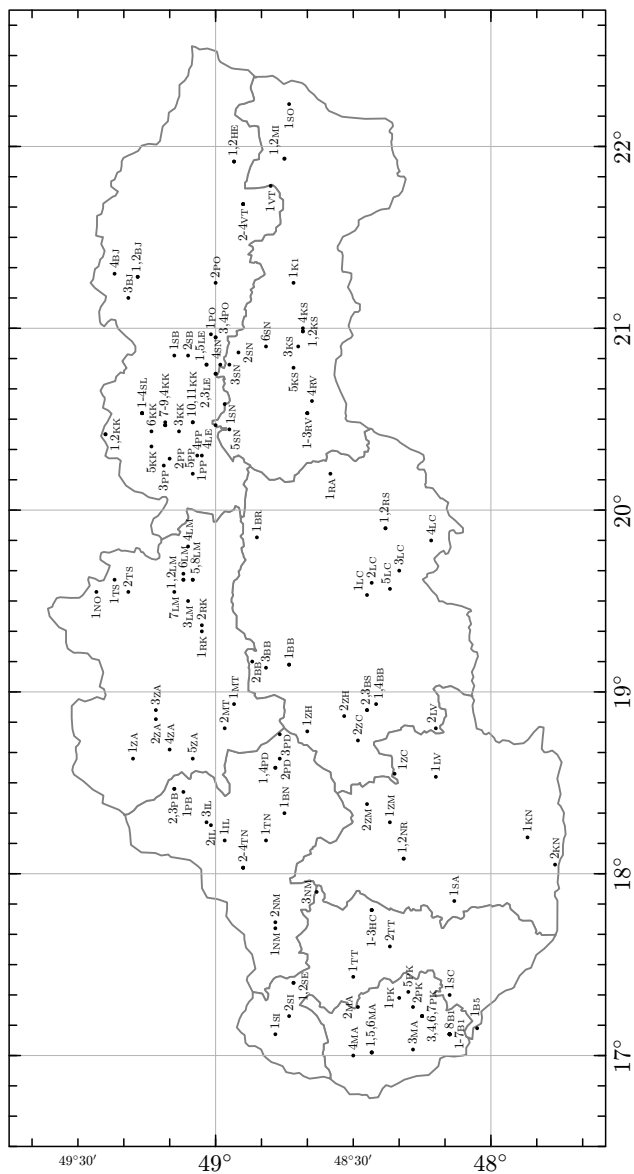 22°
21°
20°
19°
18°
17°
49°30′
49°
48°30′
48°
1SO
1,2MI
1,2HE
1VT
2-4VT
4BJ
3BJ
1,2BJ
2PO
1K1
1PO
3,4PO
4KS
1,2KS
3KS
5KS
6SN
2SN
3SN
4SN
1,5LE
2SB
1SB
2,3LE
4RV
1-3RV
1SN
5SN
1-4SL
6KK
7-9,4KK
3KK
10,11KK
1,2KK
5KK
3PP
2PP
5PP
1PP
4PP
4LE
1RA
1BR
1,2RS
4LC
3LC
5LC
2LC
1LC
4LM
5,8LM
6LM
1,2LM
7LM
3LM
1NO
1TS
2TS
2RK
1RK
2BB
3BB
1BB
1MT
2MT
3ZA
2ZA
4ZA
1ZA
5ZA
1,4BB
2,3BS
2ZH
2ZC
1ZH
2LV
1LV
1ZC
3PD
2PD
1,4PD
1BN
2,3PB
1PB
3IL
2IL
1IL
1TN
2-4TN
2ZM
1ZM
1,2NR
1KN
2KN
3NM
1SA
1-3HC
2TT
1TT
2NM
1NM
1,2SE
2SI
1SI
2MA
1PK
5PK
2PK
3,4,6,7PK
1SC
3MA
1,5,6MA
4MA
8B1
1-7B1
1B5